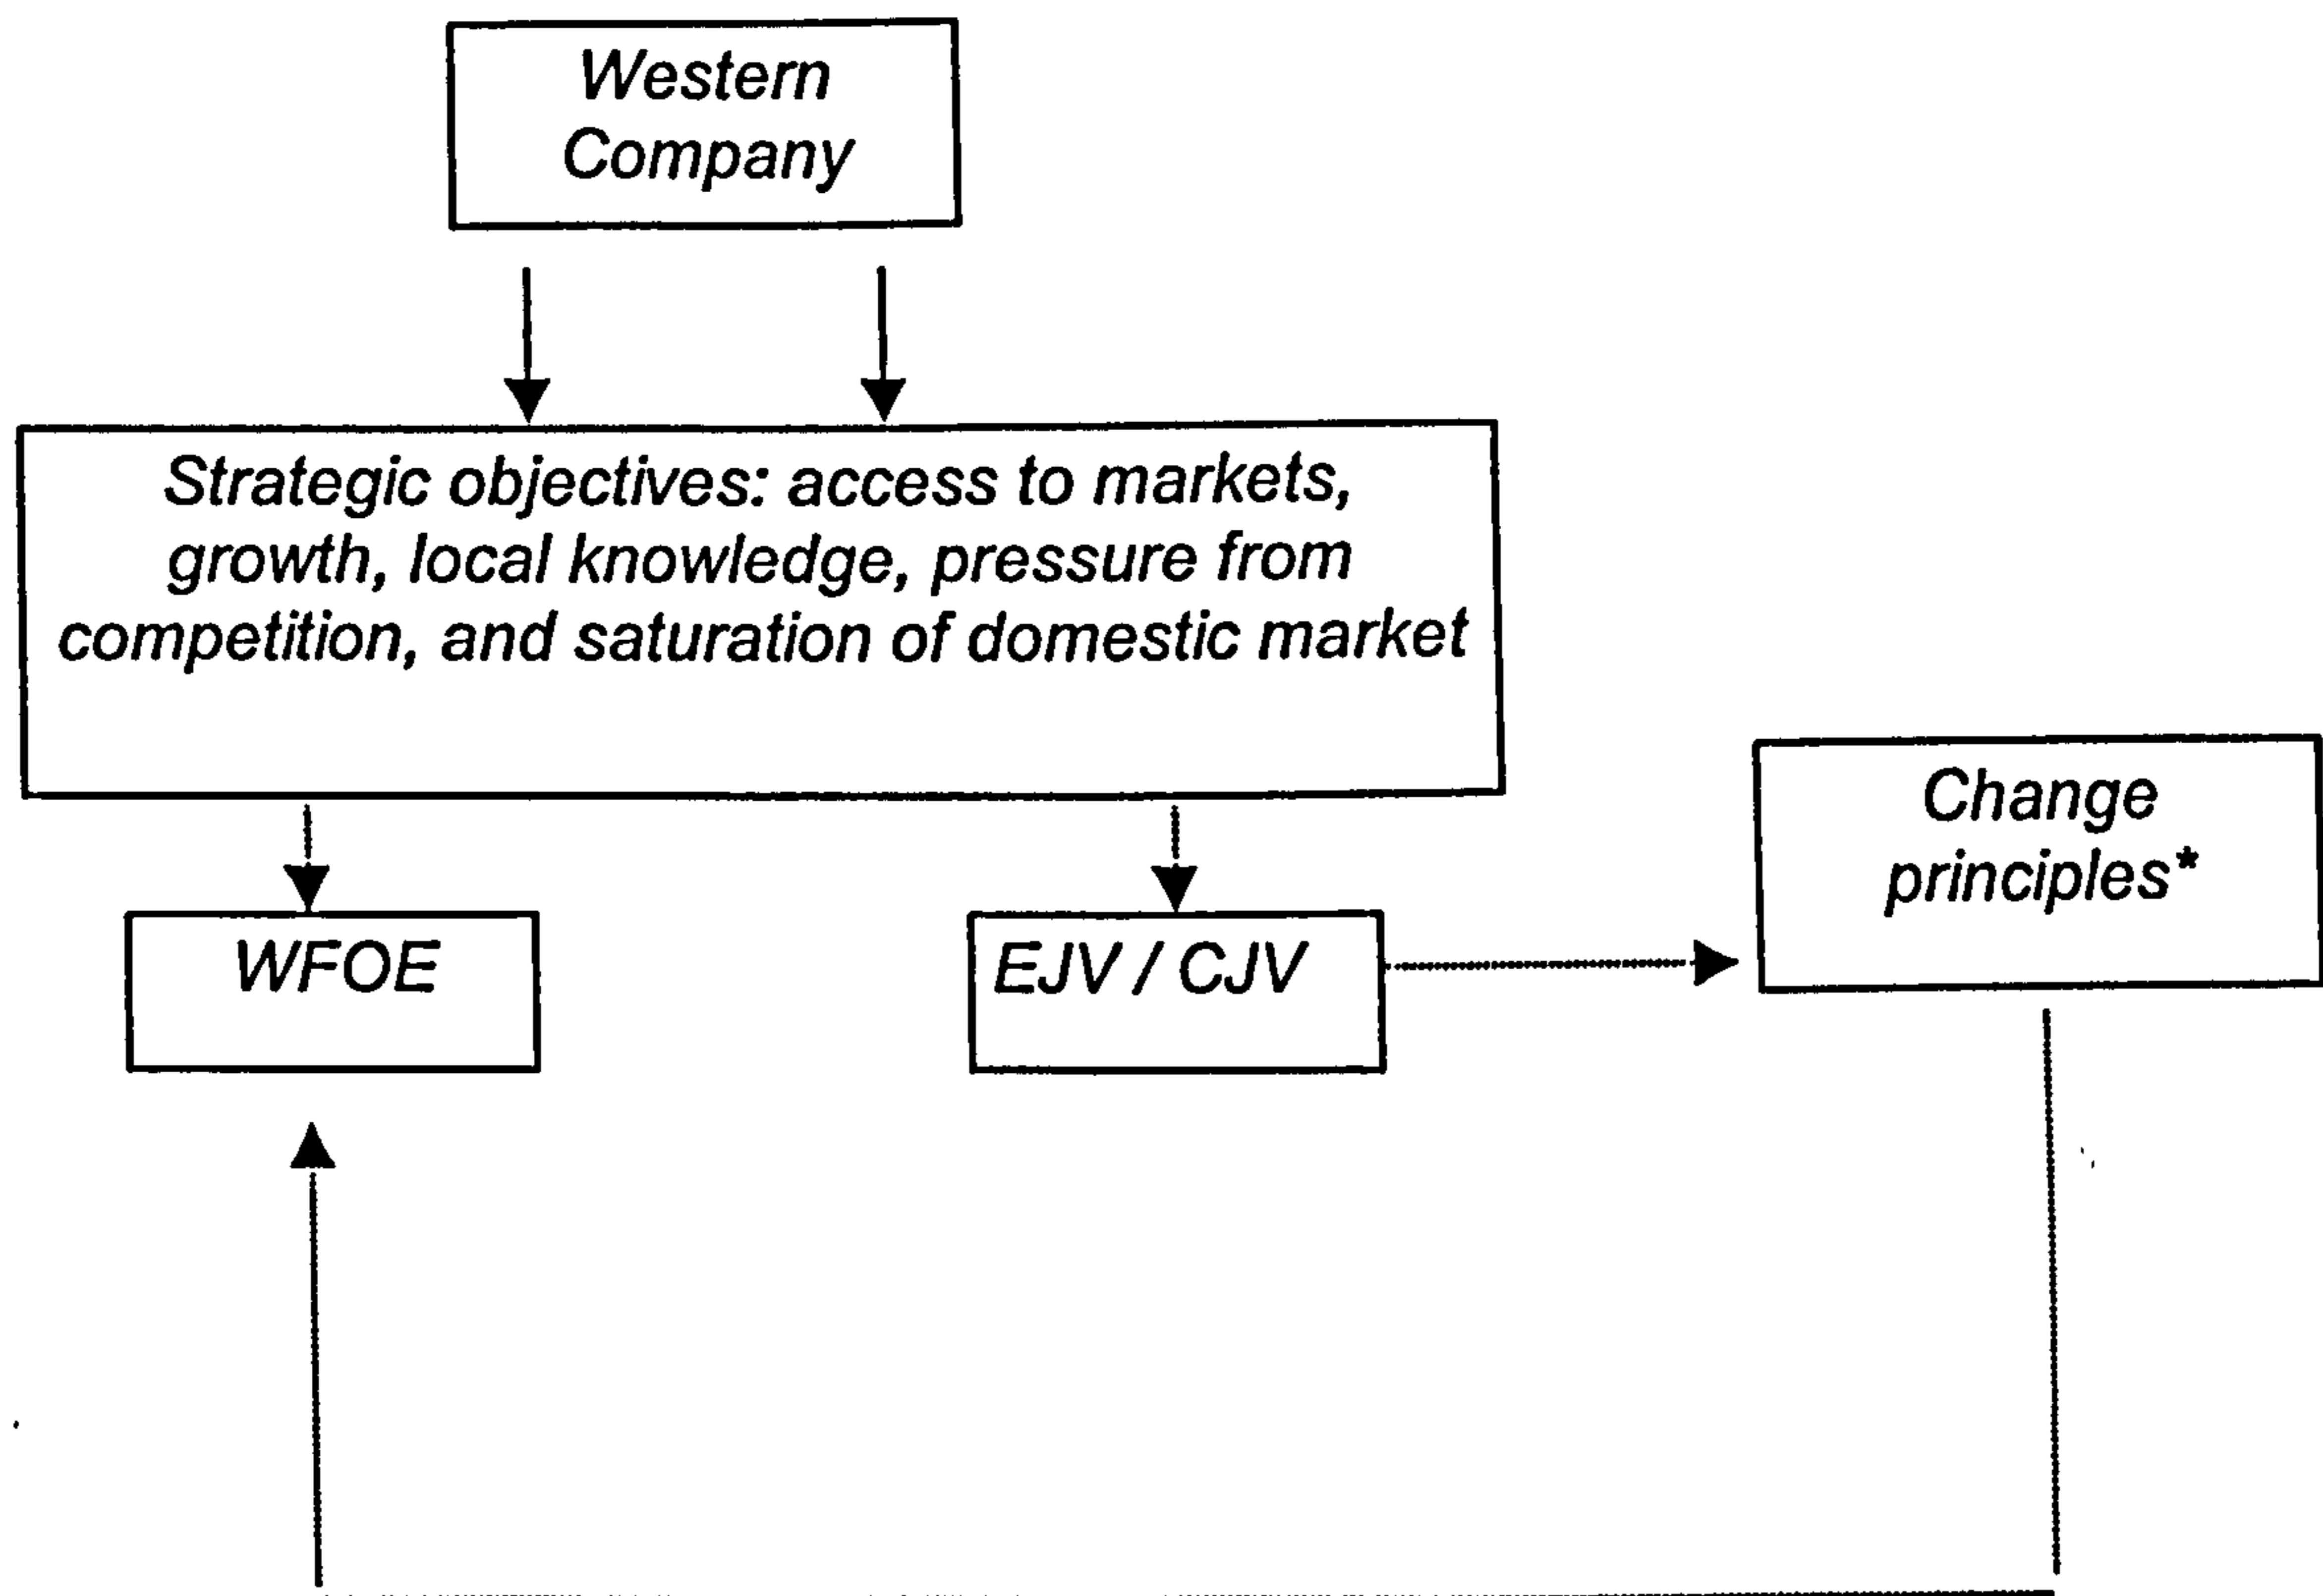 Western
Company
Strategic objectives: access to markets,
growth, local knowledge, pressure from
competition, and saturation of domestic market
Change
principles*
WFOE
EJV / CJV